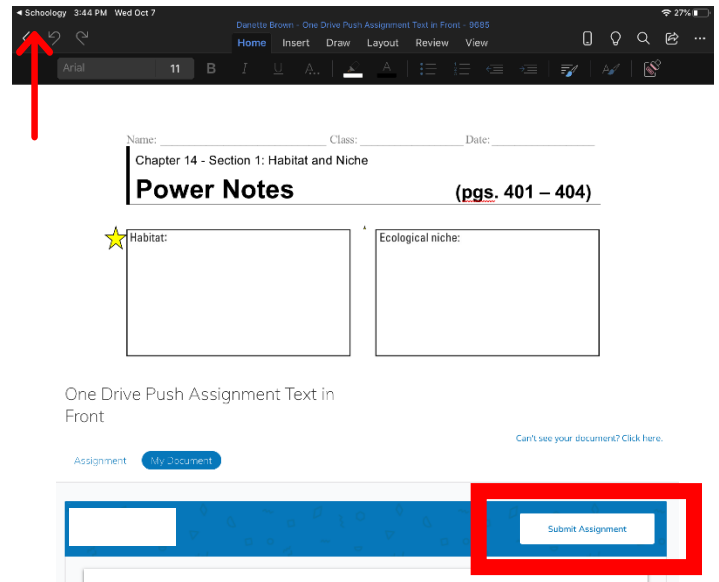 ◄ Schoology 3:44 PM Wed Oct 7 27%
Danette Brown - One Drive Push Assignment Text in Front - 9685
Home Insert Draw Layout Review View
Arial 11 B I U A.. A
Name: Class: Date:
Chapter 14 - Section 1: Habitat and Niche
Power Notes (pgs. 401 – 404)
Habitat: Ecological niche:
One Drive Push Assignment Text in
Front
Can't see your document? Click here.
Assignment My Document
Submit Assignment